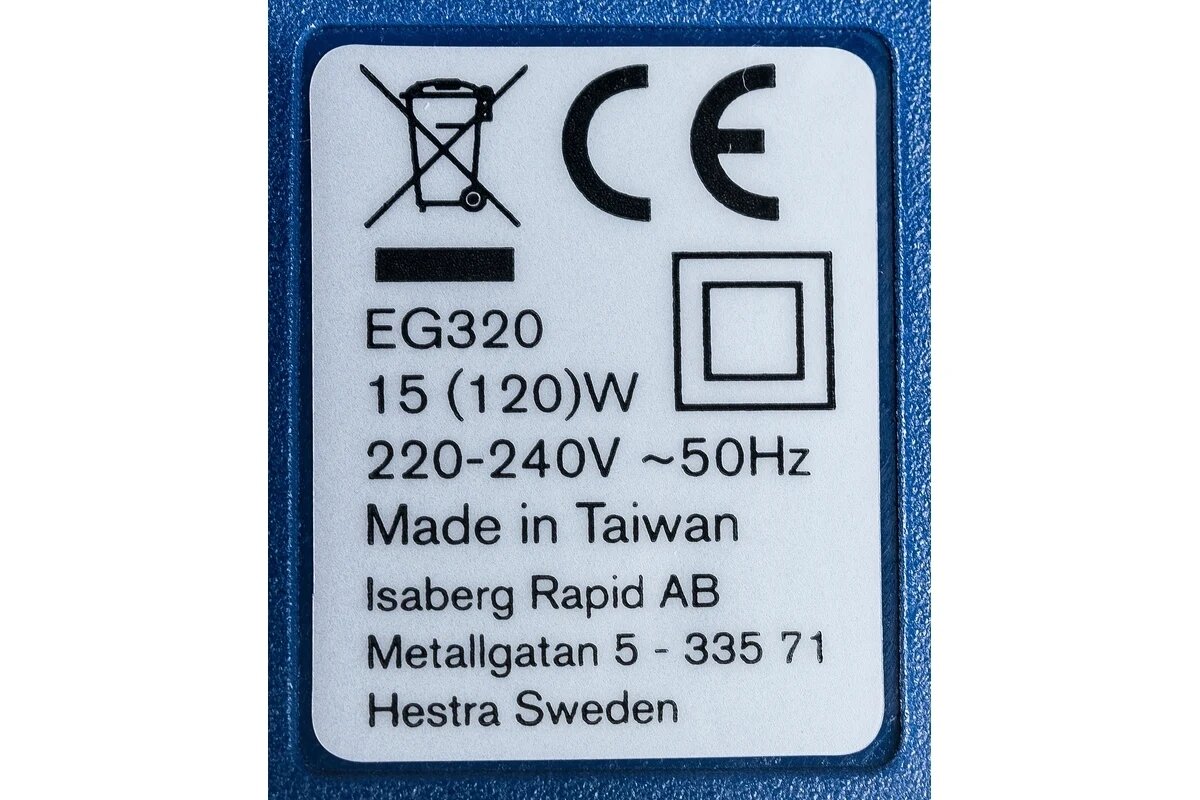 CE
EG320
15 (120)W
220-240V ~50Hz
Made in Taiwan
Isaberg Rapid AB
Metallgatan 5 - 335 71
Hestra Sweden